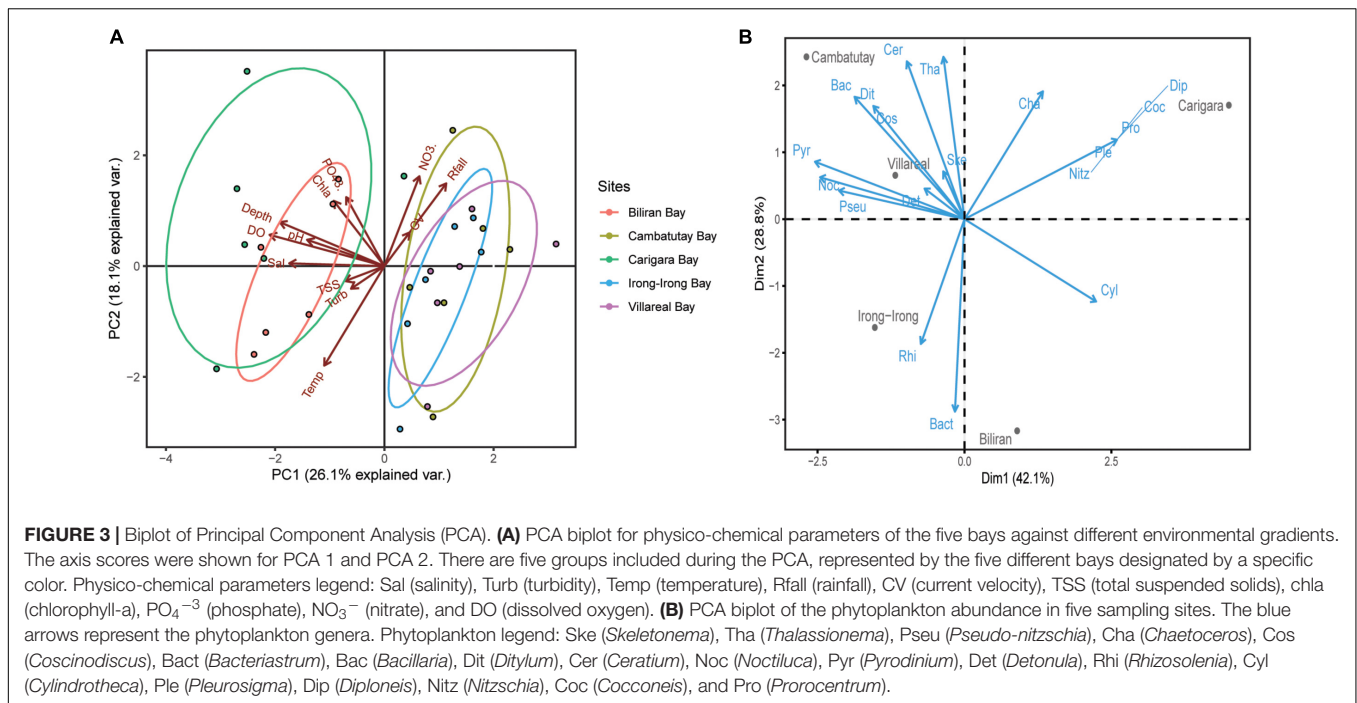 A
2
0
−2
−4
−2
0
2
PC2 (18.1% explained var.)
PC1 (26.1% explained var.)
PO43.
Chla
Depth
DO
pH
Sal
TSS
Turb
Temp
NO3.
Rfall
CV
Sites
Biliran Bay
Cambatutay Bay
Carigara Bay
Irong-Irong Bay
Villareal Bay
B
2
1
0
−1
−2
−3
−2.5
0.0
2.5
Dim2 (28.8%)
Dim1 (42.1%)
Cambatutay
Cer
Tha
Bac
Dit
Cos
Cha
Dip
Coc
Carigara
Pro
Ple
Nitz
Pyr
Villareal
Ske
Noc
Det
Pseu
Cyl
Irong−Irong
Rhi
Bact
Biliran
FIGURE 3 | Biplot of Principal Component Analysis (PCA). (A) PCA biplot for physico-chemical parameters of the five bays against different environmental gradients.
The axis scores were shown for PCA 1 and PCA 2. There are five groups included during the PCA, represented by the five different bays designated by a specific
color. Physico-chemical parameters legend: Sal (salinity), Turb (turbidity), Temp (temperature), Rfall (rainfall), CV (current velocity), TSS (total suspended solids), chla
(chlorophyll-a), PO₄⁻³ (phosphate), NO₃⁻ (nitrate), and DO (dissolved oxygen). (B) PCA biplot of the phytoplankton abundance in five sampling sites. The blue
arrows represent the phytoplankton genera. Phytoplankton legend: Ske (Skeletonema), Tha (Thalassionema), Pseu (Pseudo-nitzschia), Cha (Chaetoceros), Cos
(Coscinodiscus), Bact (Bacteriastrum), Bac (Bacillaria), Dit (Ditylum), Cer (Ceratium), Noc (Noctiluca), Pyr (Pyrodinium), Det (Detonula), Rhi (Rhizosolenia), Cyl
(Cylindrotheca), Ple (Pleurosigma), Dip (Diploneis), Nitz (Nitzschia), Coc (Cocconeis), and Pro (Prorocentrum).